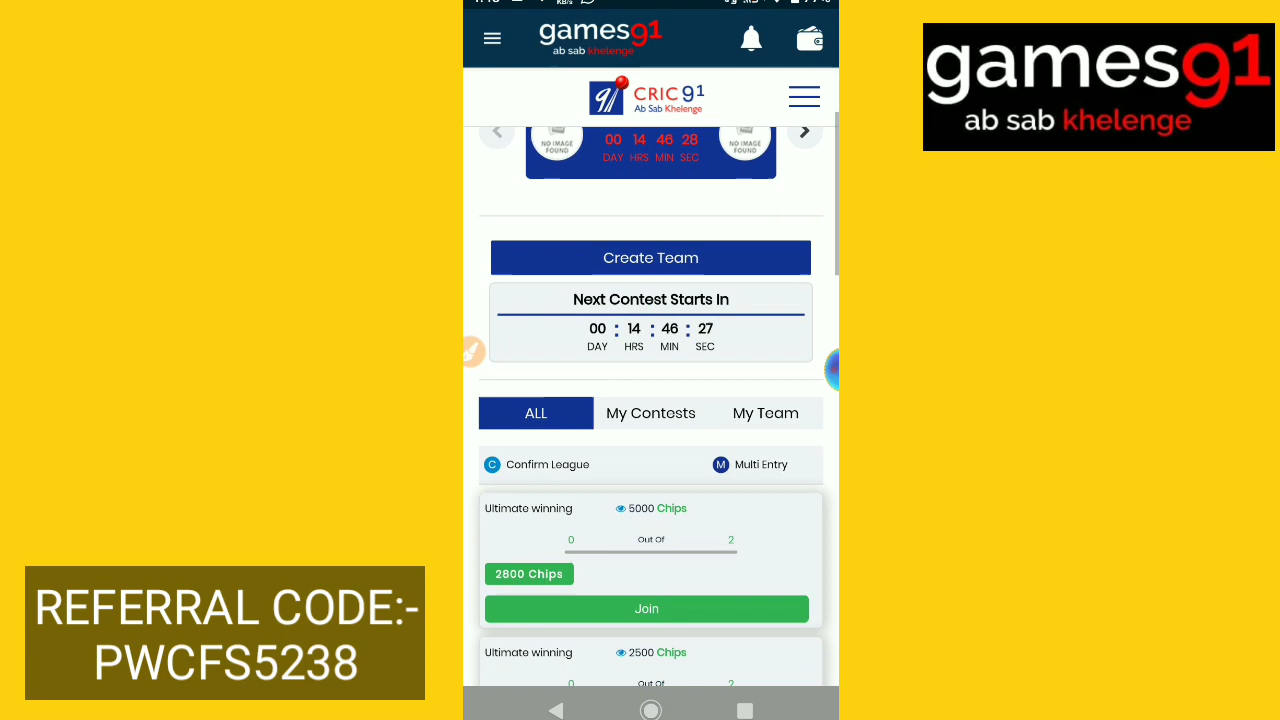 games91
ab sab khelenge
CRIC 91
Ab Sab Khelenge
NO IMAGE
FOUND
00 14 46 28
DAY HRS MIN SEC
NO IMAGE
FOUND
Create Team
Next Contest Starts In
00 : 14 : 46 : 27
DAY HRS MIN SEC
ALL My Contests My Team
C Confirm League M Multi Entry
Ultimate winning 5000 Chips
0 Out Of 2
2800 Chips
Join
Ultimate winning 2500 Chips
0 Out Of 2
games91
ab sab khelenge
REFERRAL CODE:-
PWCFS5238